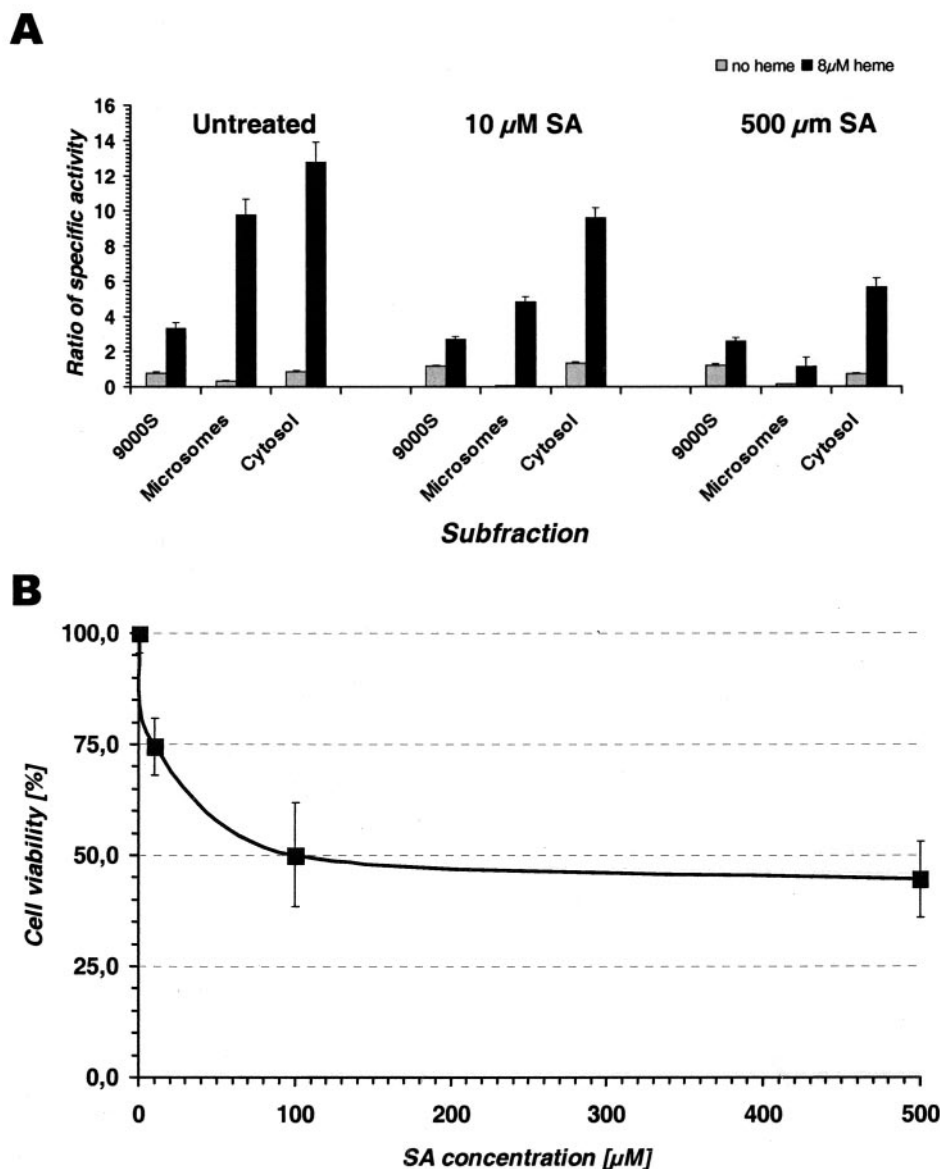 A
no heme 8µM heme
Untreated 10 µM SA 500 µm SA
Ratio of specific activity
16
14
12
10
8
6
4
2
0
9000S Microsomes Cytosol 9000S Microsomes Cytosol 9000S Microsomes Cytosol
Subfraction
B
Cell viability [%]
100,0
75,0
50,0
25,0
0,0
0 100 200 300 400 500
SA concentration [µM]